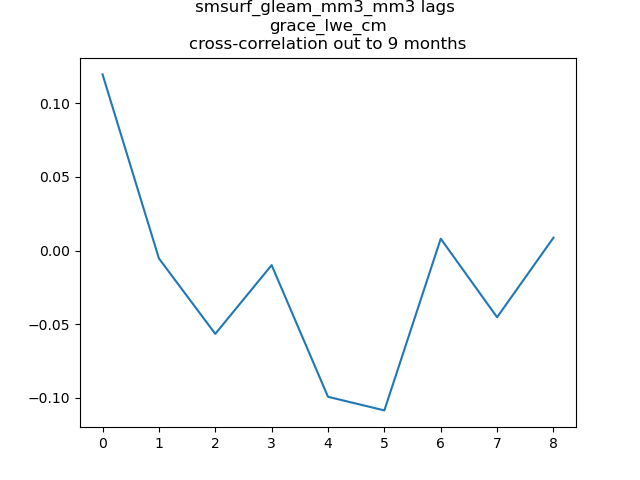 smsurf_gleam_mm3_mm3 lags
grace_lwe_cm
cross-correlation out to 9 months
0.10
0.05
0.00
−0.05
−0.10
0 1 2 3 4 5 6 7 8